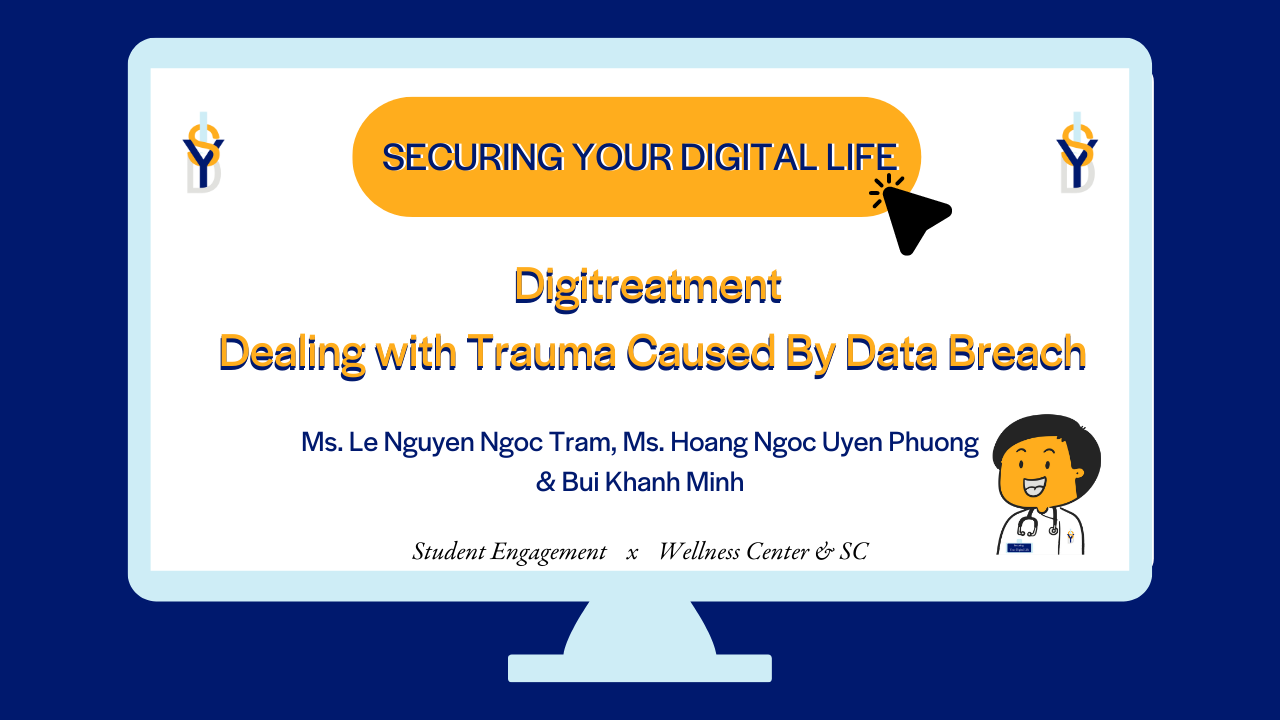 SECURING YOUR DIGITAL LIFE
Digitreatment
Dealing with Trauma Caused By Data Breach
Ms. Le Nguyen Ngoc Tram, Ms. Hoang Ngoc Uyen Phuong
& Bui Khanh Minh
Student Engagement x Wellness Center & SC